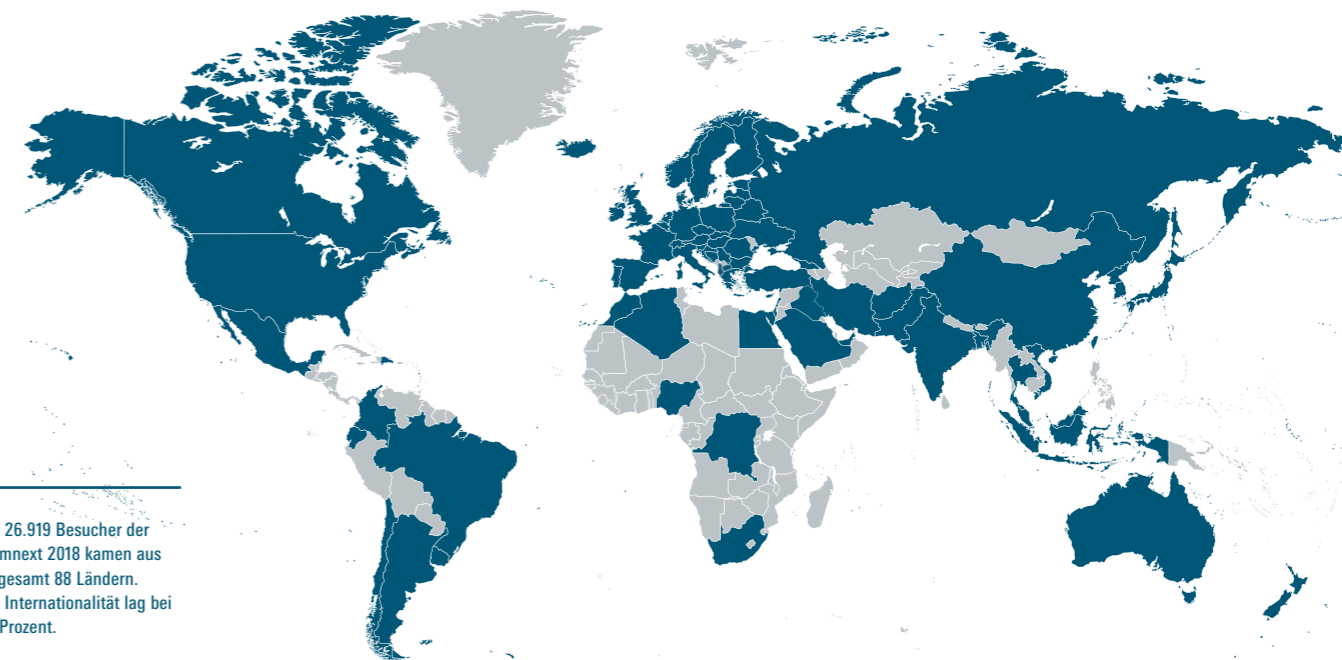 26.919 Besucher der
mnext 2018 kamen aus
gesamt 88 Ländern.
Internationalität lag bei
Prozent.